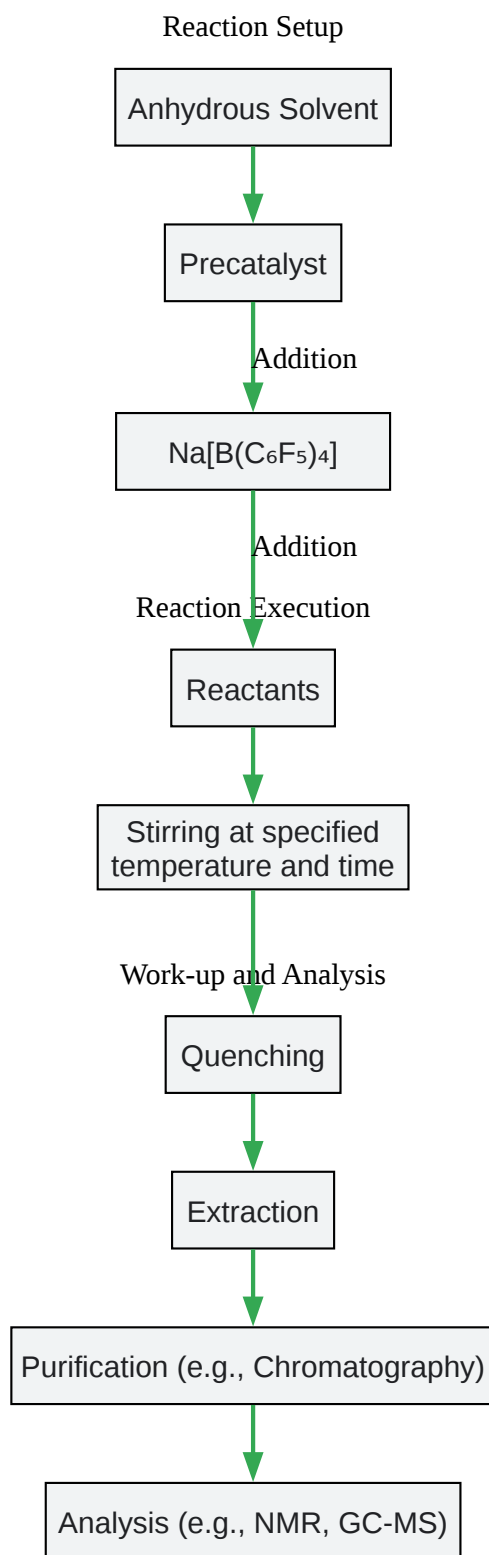 Reaction Setup
Anhydrous Solvent
Precatalyst
Addition
Na[B(C₆F₅)₄]
Addition
Reaction Execution
Reactants
Stirring at specified
temperature and time
Work-up and Analysis
Quenching
Extraction
Purification (e.g., Chromatography)
Analysis (e.g., NMR, GC-MS)